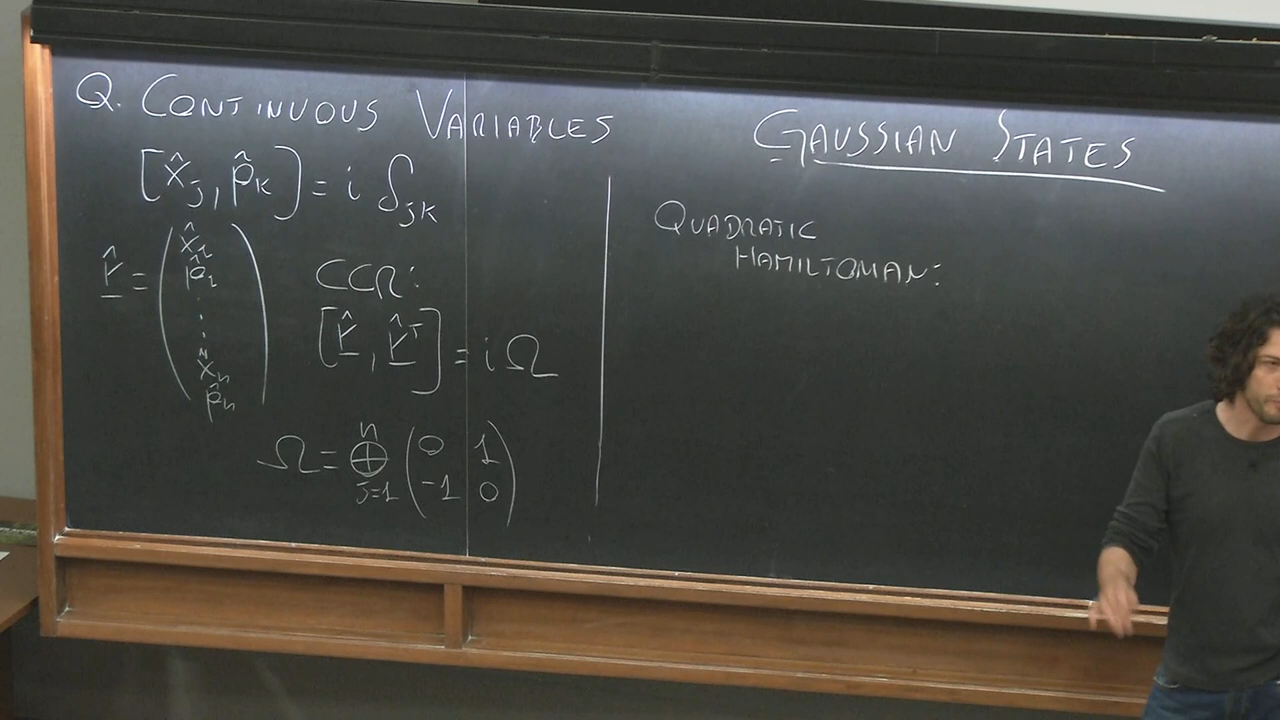 Q. CONTINUOUS VARIABLES
[x̂_j, p̂_k] = i δ_jk
r̂ = (x̂_1 p̂_1 ⋮ x̂_n p̂_n)
CCR:
[r̂, r̂^T] = i Ω
Ω = ⊕_{j=1}^{n} (0 1
-1 0)
GAUSSIAN STATES
QUADRATIC
HAMILTONIAN: